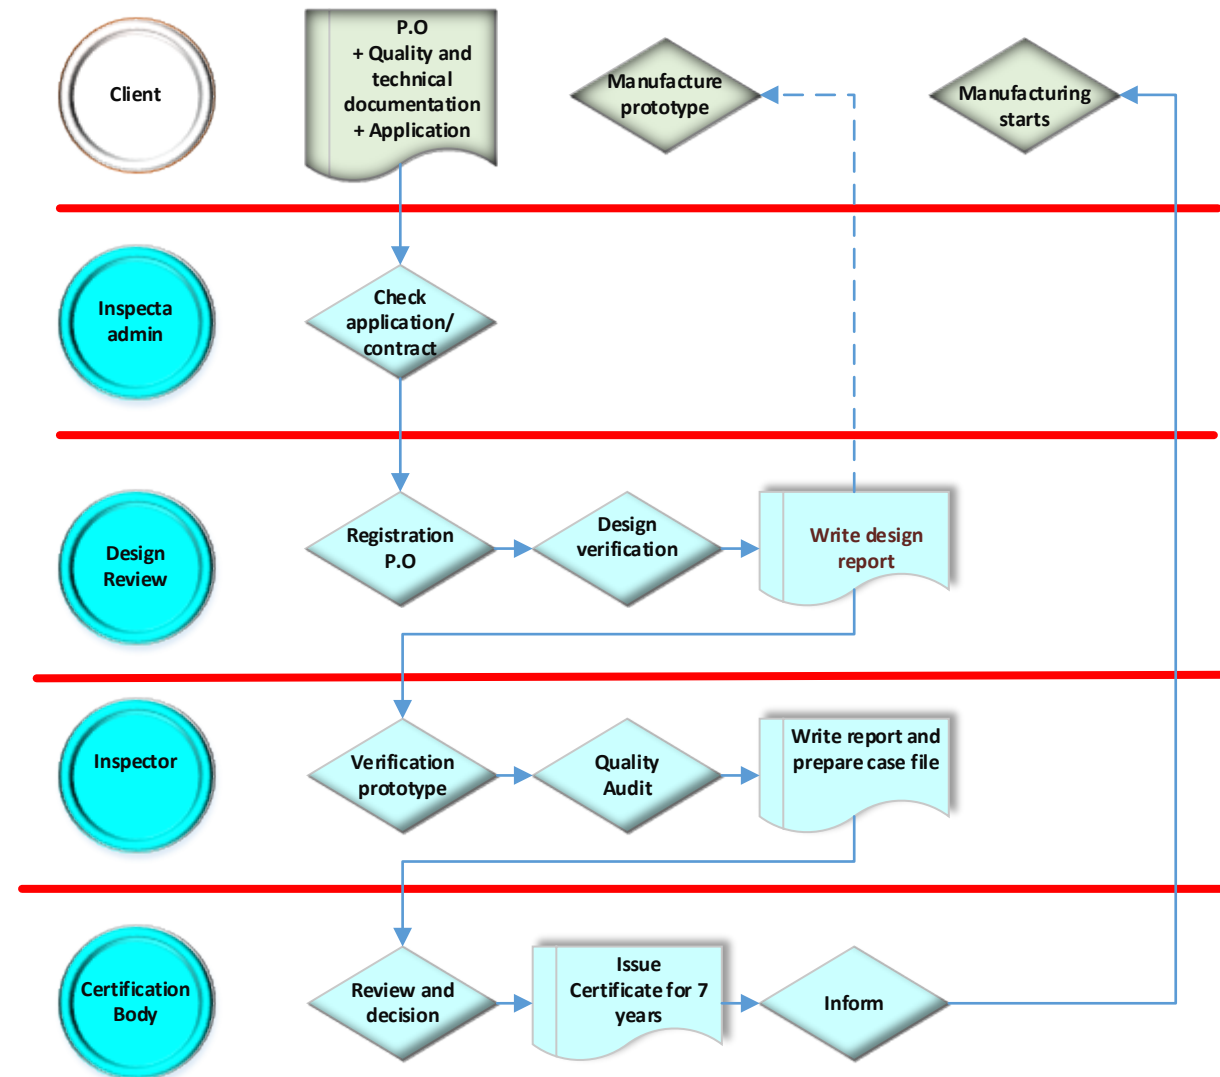 Client
P.O
+ Quality and
technical
documentation
+ Application
Manufacture
prototype
Manufacturing
starts
Inspecta
admin
Check
application/
contract
Design
Review
Registration
P.O
Design
verification
Write design
report
Inspector
Verification
prototype
Quality
Audit
Write report and
prepare case file
Certification
Body
Review and
decision
Issue
Certificate for 7
years
Inform